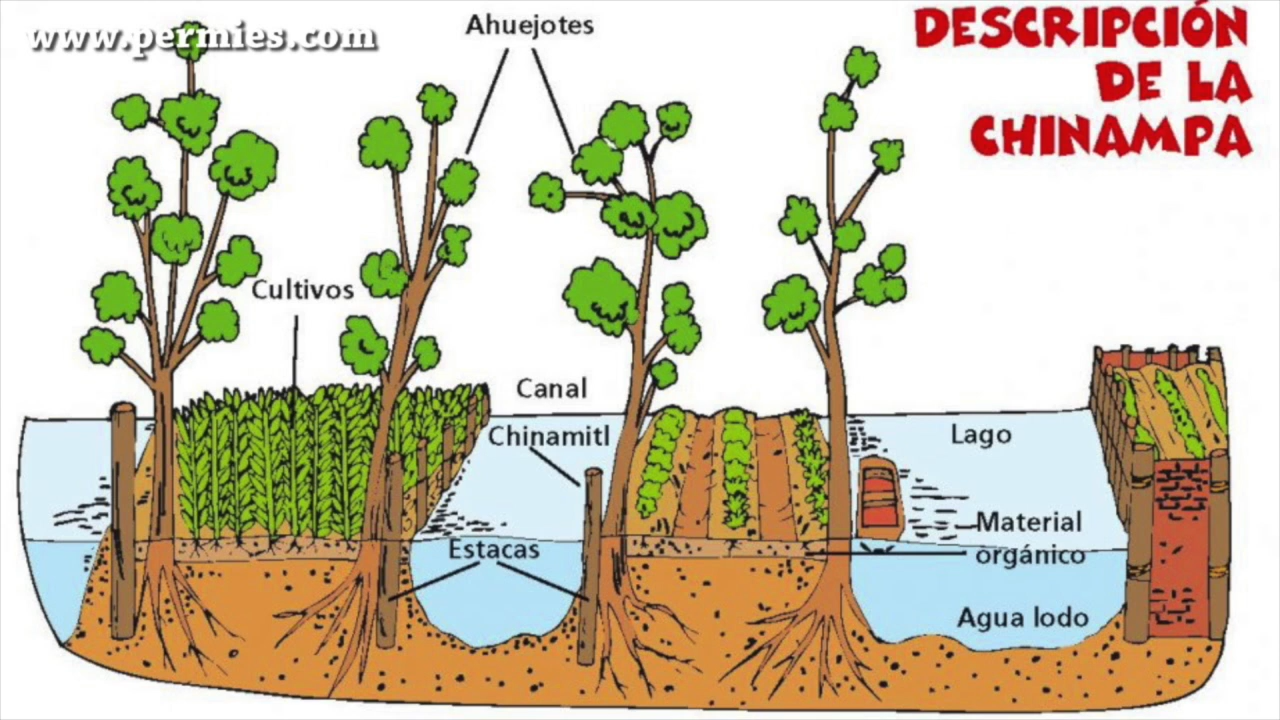 www.permies.com
DESCRIPCIÓN
DE LA
CHINAMPA
Ahuejotes
Cultivos
Canal
Chinamitl
Lago
Estacas
Material
orgánico
Agua lodo